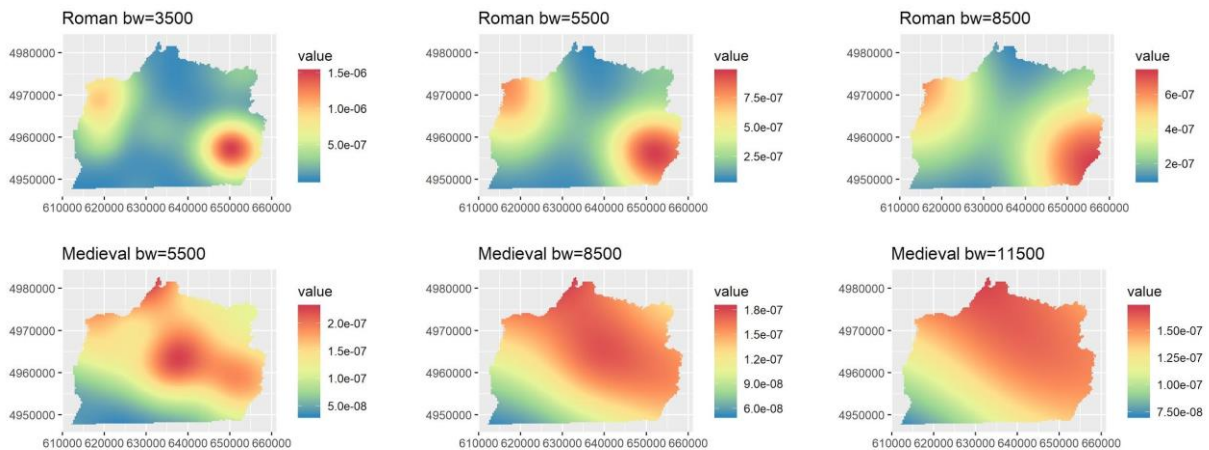 Roman bw=3500
Roman bw=5500
Roman bw=8500
4980000
4970000
4960000
4950000
610000 620000 630000 640000 650000 660000
value
1.5e-06
1.0e-06
5.0e-07
4980000
4970000
4960000
4950000
610000 620000 630000 640000 650000 660000
value
7.5e-07
5.0e-07
2.5e-07
4980000
4970000
4960000
4950000
610000 620000 630000 640000 650000 660000
value
6e-07
4e-07
2e-07
Medieval bw=5500
Medieval bw=8500
Medieval bw=11500
4980000
4970000
4960000
4950000
610000 620000 630000 640000 650000 660000
value
2.0e-07
1.5e-07
1.0e-07
5.0e-08
4980000
4970000
4960000
4950000
610000 620000 630000 640000 650000 660000
value
1.8e-07
1.5e-07
1.2e-07
9.0e-08
6.0e-08
4980000
4970000
4960000
4950000
610000 620000 630000 640000 650000 660000
value
1.50e-07
1.25e-07
1.00e-07
7.50e-08